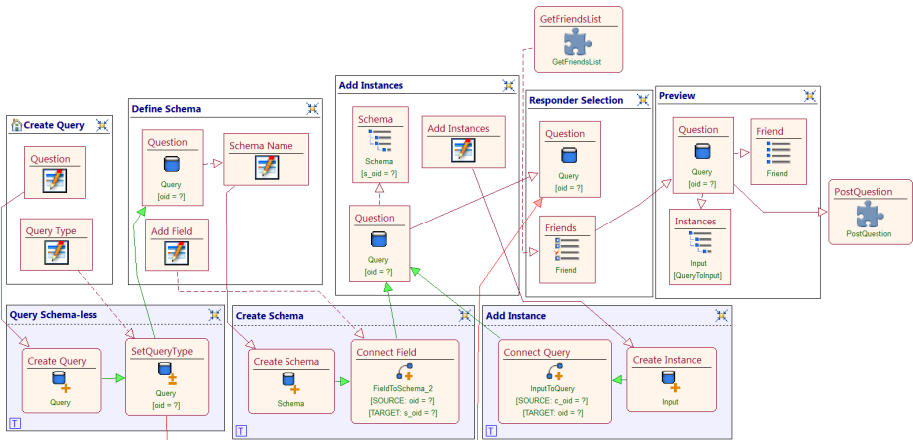 GetFriendsList
GetFriendsList
Add Instances
Schema
Schema
[s_oid = ?]
Add Instances
Question
Query
[oid = ?]
Responder Selection
Question
Query
[oid = ?]
Friends
Friend
Preview
Question
Query
[oid = ?]
Friend
Friend
Instances
Input
[QueryToInput]
PostQuestion
PostQuestion
Define Schema
Question
Query
[oid = ?]
Schema Name
Add Field
Create Query
Question
Query Type
Query Schema-less
Create Query
Query
SetQueryType
Query
[oid = ?]
T
Create Schema
Create Schema
Schema
Connect Field
FieldToSchema_2
[SOURCE: oid = ?]
[TARGET: s_oid = ?]
T
Add Instance
Connect Query
InputToQuery
[SOURCE: c_oid = ?]
[TARGET: oid = ?]
Create Instance
Input
T